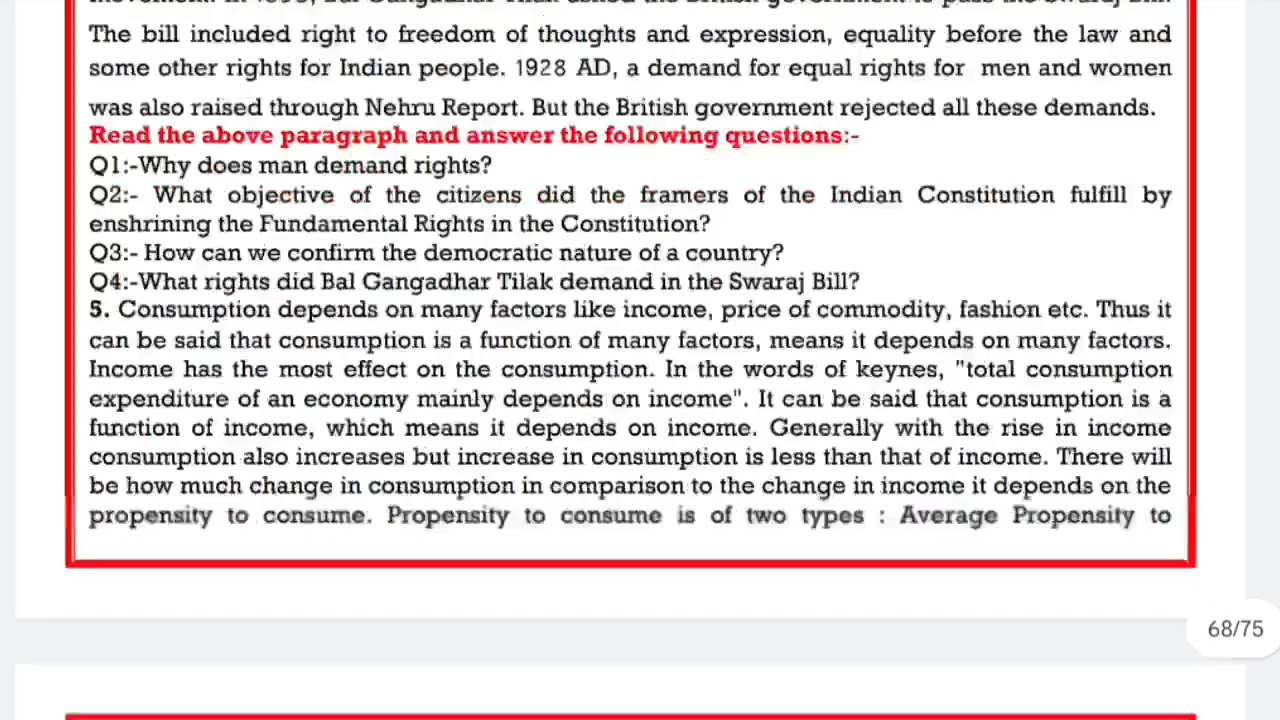 The bill included right to freedom of thoughts and expression, equality before the law and
some other rights for Indian people. 1928 AD, a demand for equal rights for men and women
was also raised through Nehru Report. But the British government rejected all these demands.
Read the above paragraph and answer the following questions:-
Q1:-Why does man demand rights?
Q2:- What objective of the citizens did the framers of the Indian Constitution fulfill by
enshrining the Fundamental Rights in the Constitution?
Q3:- How can we confirm the democratic nature of a country?
Q4:-What rights did Bal Gangadhar Tilak demand in the Swaraj Bill?
5. Consumption depends on many factors like income, price of commodity, fashion etc. Thus it
can be said that consumption is a function of many factors, means it depends on many factors.
Income has the most effect on the consumption. In the words of keynes, "total consumption
expenditure of an economy mainly depends on income". It can be said that consumption is a
function of income, which means it depends on income. Generally with the rise in income
consumption also increases but increase in consumption is less than that of income. There will
be how much change in consumption in comparison to the change in income it depends on the
propensity to consume. Propensity to consume is of two types : Average Propensity to
68/75